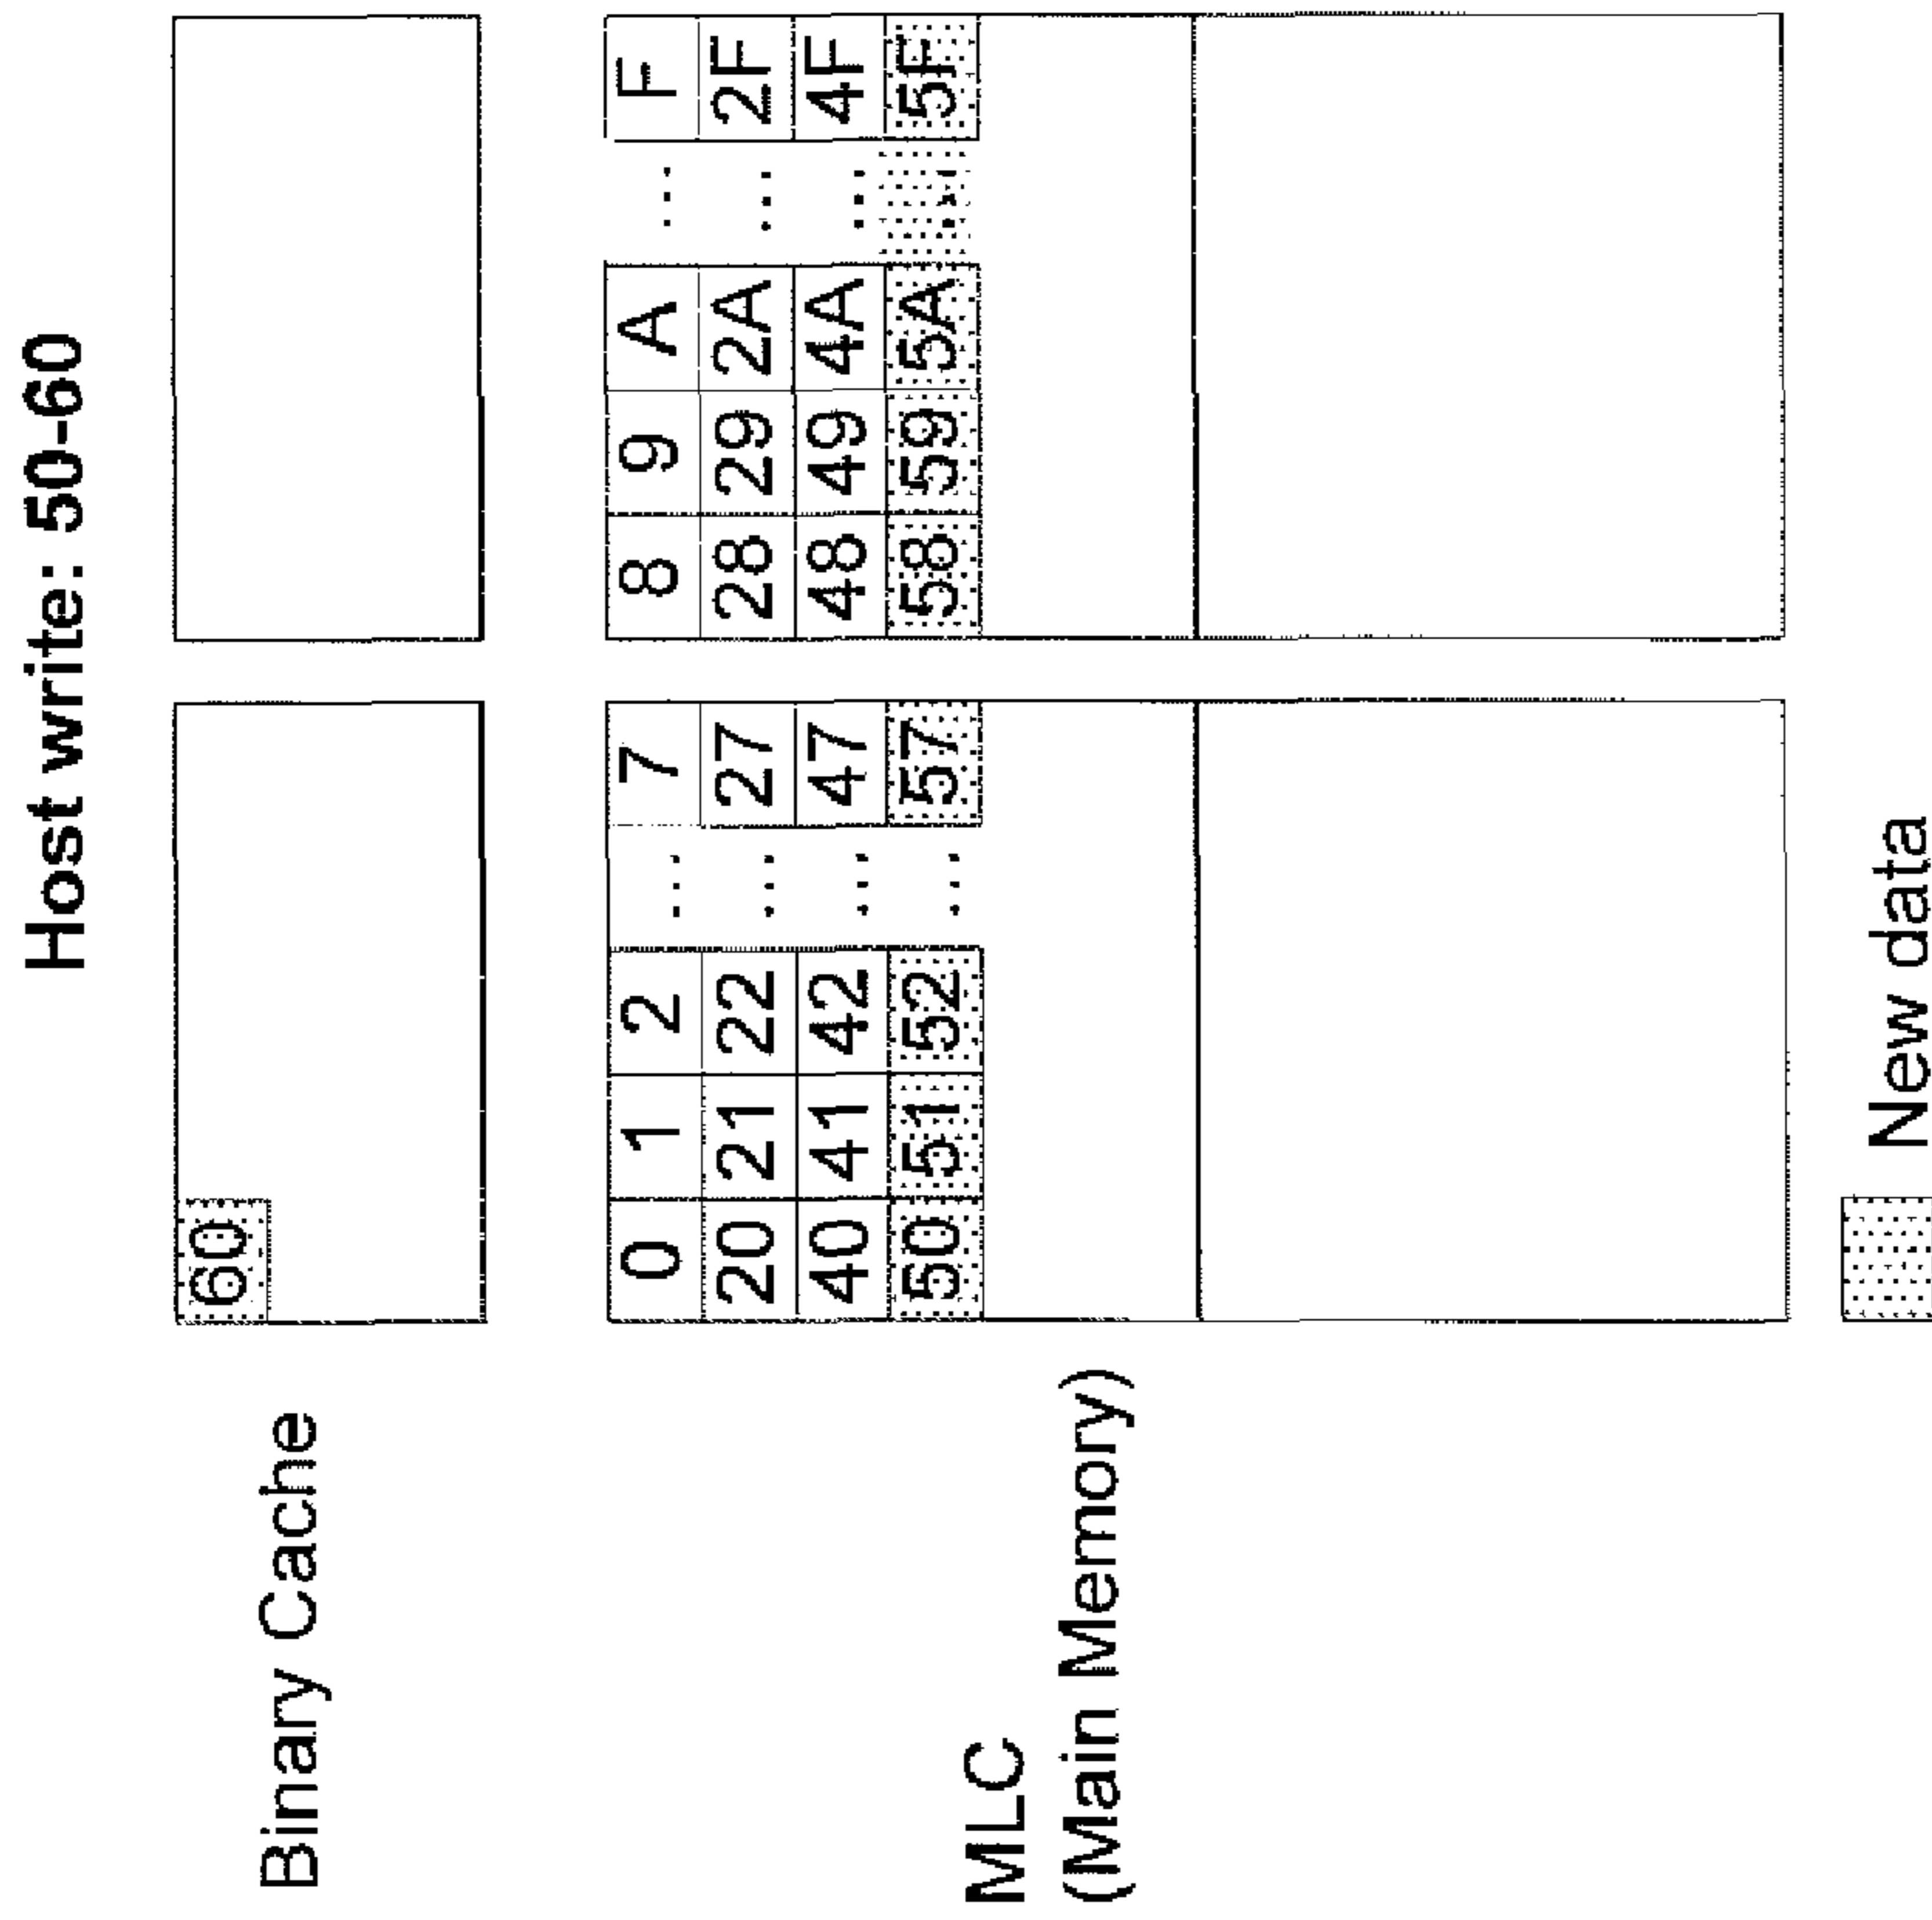 Host write: 50-60
Binary Cache
60
MLC
(Main Memory)
0 1 2 ... 7 8 9 A ... F
20 21 22 ... 27 28 29 2A ... 2F
40 41 42 ... 47 48 49 4A ... 4F
50 51 52 ... 57 58 59 5A ... 5F
New data